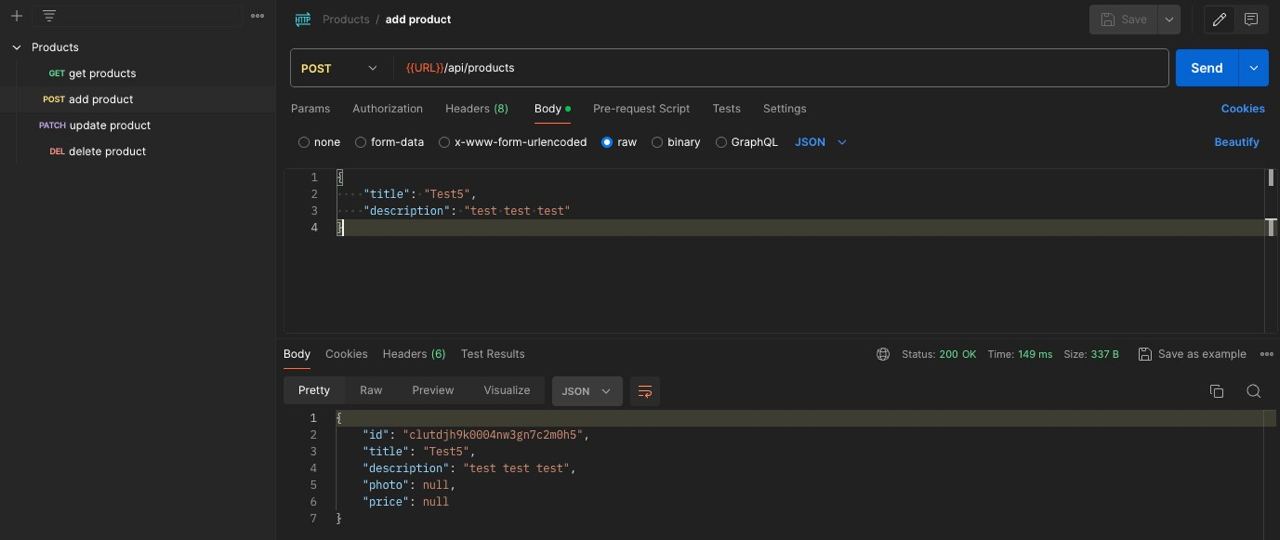 Products / add product
Save
Products
GET get products
POST add product
PATCH update product
DEL delete product
POST {{URL}}/api/products Send
Params Authorization Headers (8) Body Pre-request Script Tests Settings Cookies
none form-data x-www-form-urlencoded raw binary GraphQL JSON Beautify
1 {
2 "title": "Test5",
3 "description": "test test test"
4 }
Body Cookies Headers (6) Test Results Status: 200 OK Time: 149 ms Size: 337 B Save as example
Pretty Raw Preview Visualize JSON
1 {
2 "id": "clutdjh9k0004nw3gn7c2m0h5",
3 "title": "Test5",
4 "description": "test test test",
5 "photo": null,
6 "price": null
7 }